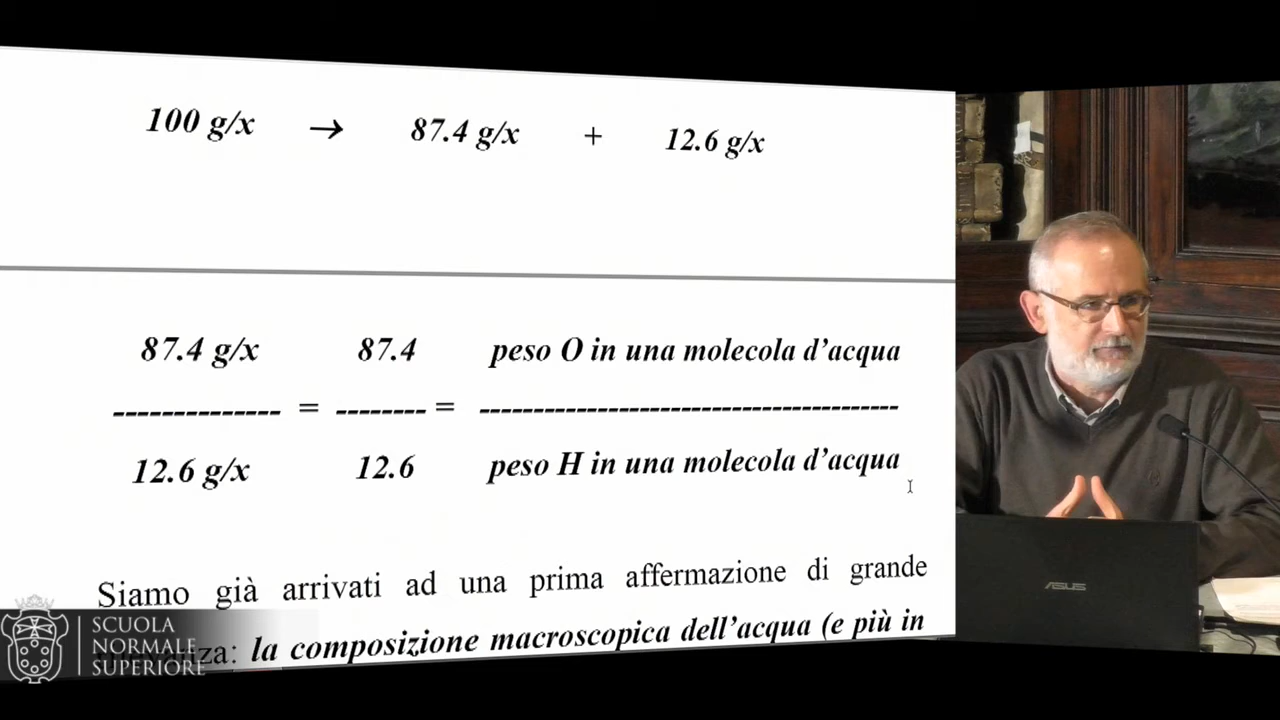 100 g/x → 87.4 g/x + 12.6 g/x
87.4 g/x 87.4 peso O in una molecola d’acqua
-------------- = -------- = ---------------------------------------
12.6 g/x 12.6 peso H in una molecola d’acqua
Siamo già arrivati ad una prima affermazione di grande
la composizione macroscopica dell’acqua (e più in
SCUOLA
NORMALE
SUPERIORE
ASUS